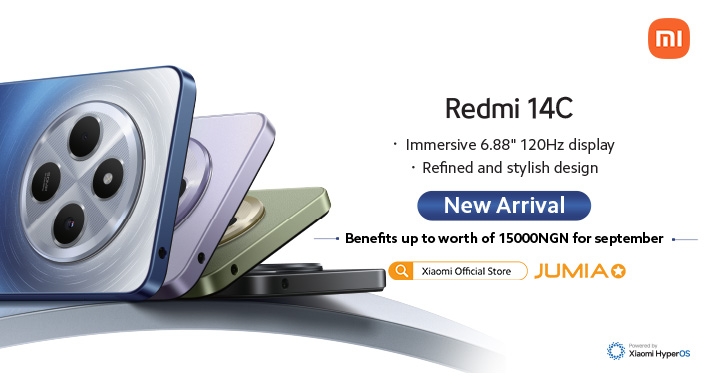 mi
Redmi 14C
· Immersive 6.88" 120Hz display
· Refined and stylish design
New Arrival
Benefits up to worth of 15000NGN for september
Xiaomi Official Store
JUMIA
Powered by
Xiaomi HyperOS